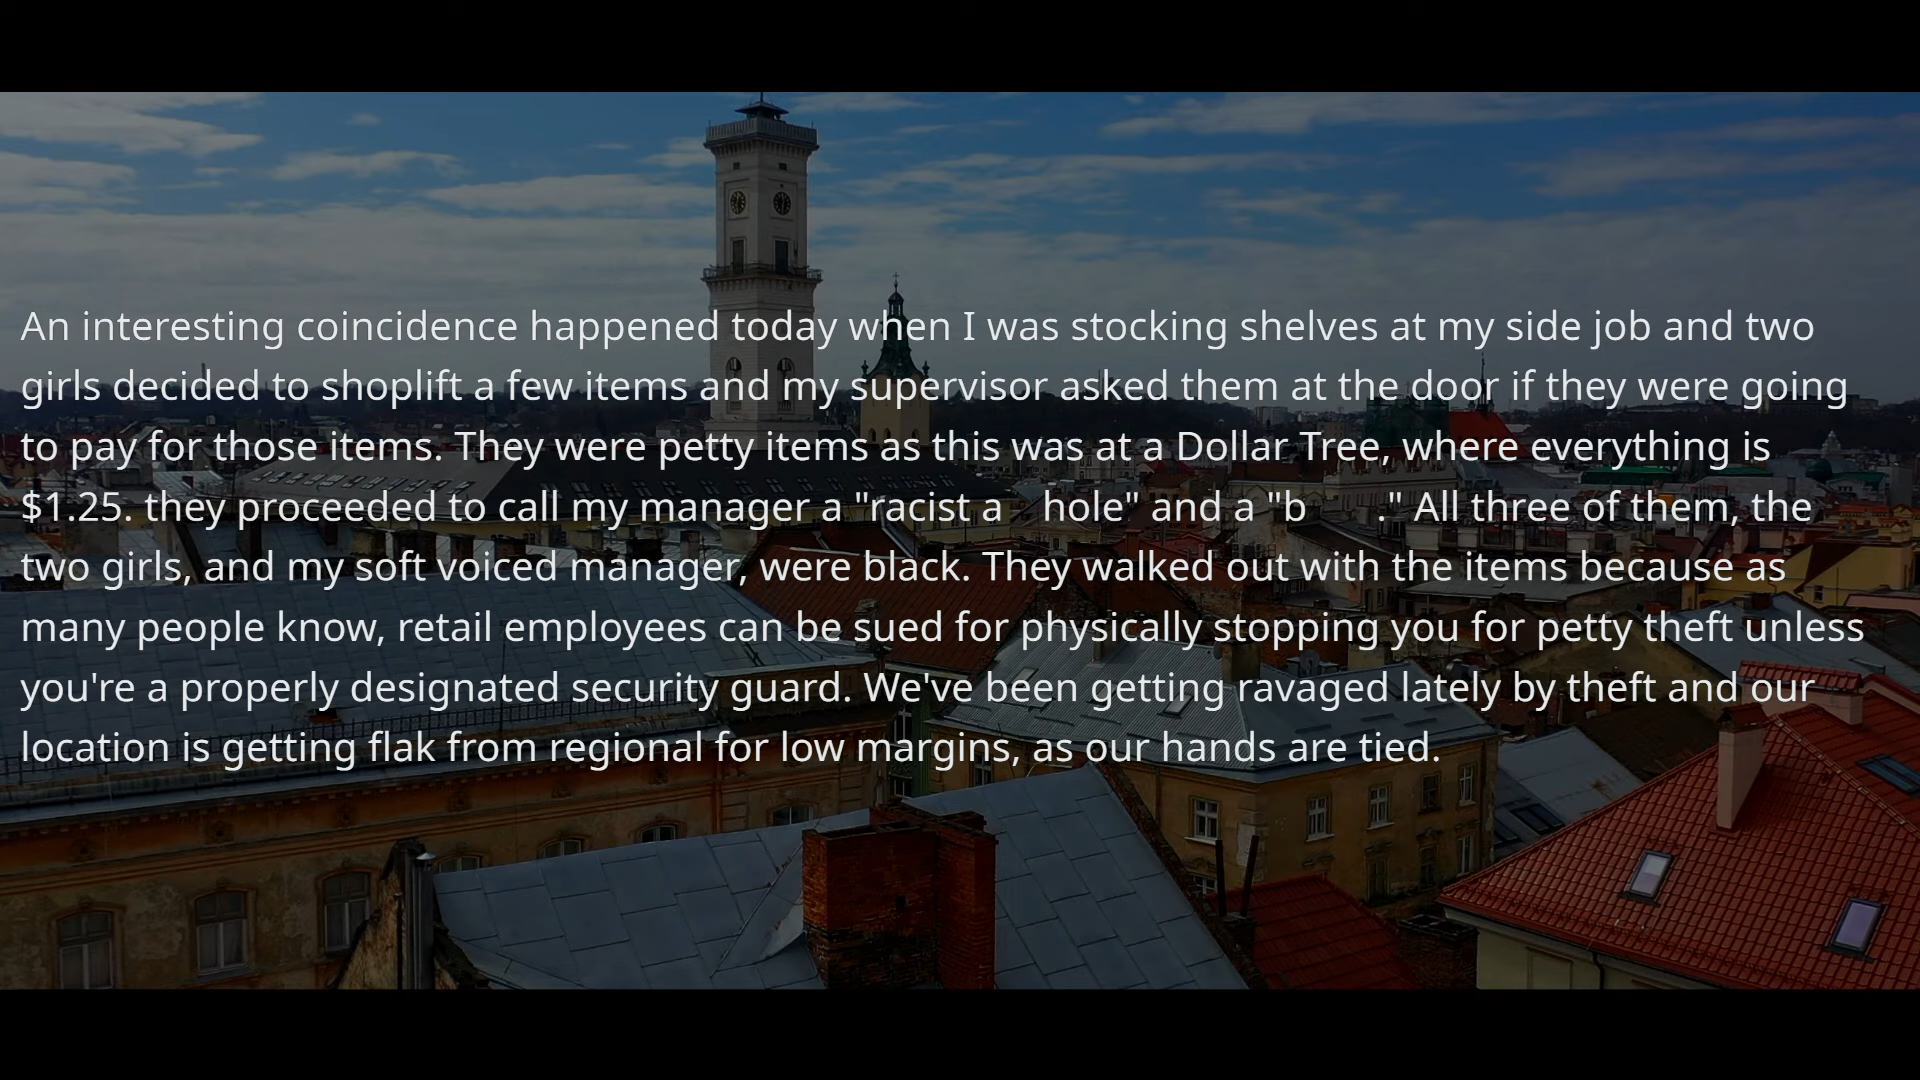 An interesting coincidence happened today when I was stocking shelves at my side job and two
girls decided to shoplift a few items and my supervisor asked them at the door if they were going
to pay for those items. They were petty items as this was at a Dollar Tree, where everything is
$1.25. they proceeded to call my manager a "racist a   hole" and a "b      ." All three of them, the
two girls, and my soft voiced manager, were black. They walked out with the items because as
many people know, retail employees can be sued for physically stopping you for petty theft unless
you're a properly designated security guard. We've been getting ravaged lately by theft and our
location is getting flak from regional for low margins, as our hands are tied.